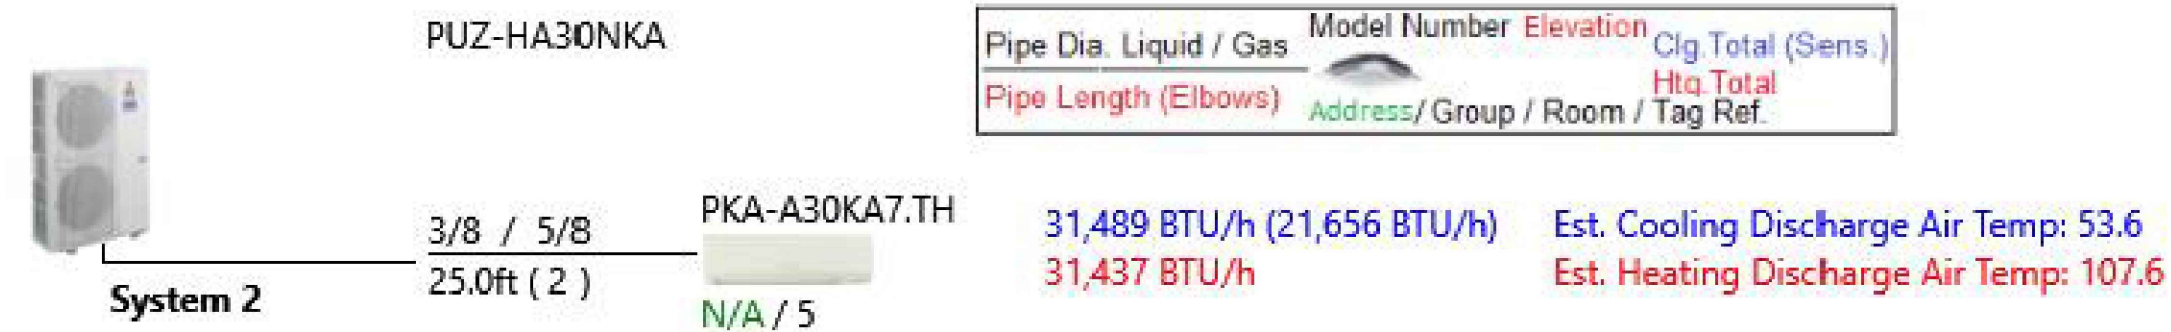 PUZ-HA30NKA
Pipe Dia. Liquid / Gas
Pipe Length (Elbows)
Model Number Elevation
Clg.Total (Sens.)
Htg.Total
Address/ Group / Room / Tag Ref.
System 2
3/8 / 5/8
25.0ft ( 2 )
PKA-A30KA7.TH
N/A / 5
31,489 BTU/h (21,656 BTU/h)
31,437 BTU/h
Est. Cooling Discharge Air Temp: 53.6
Est. Heating Discharge Air Temp: 107.6